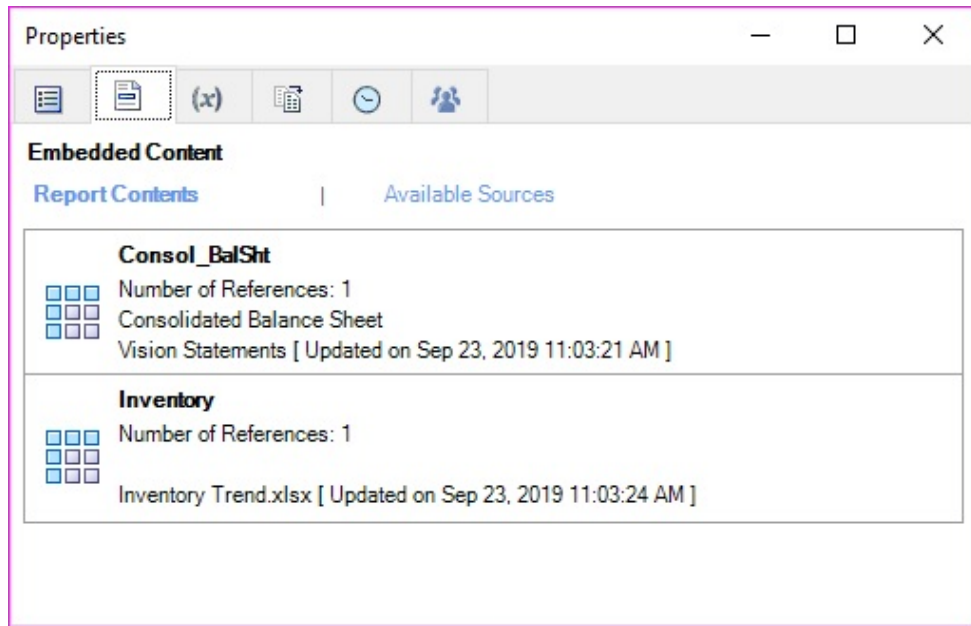 Properties
(x)
Embedded Content
Report Contents | Available Sources
Consol_BalSht
Number of References: 1
Consolidated Balance Sheet
Vision Statements [ Updated on Sep 23, 2019 11:03:21 AM ]
Inventory
Number of References: 1
Inventory Trend.xlsx [ Updated on Sep 23, 2019 11:03:24 AM ]